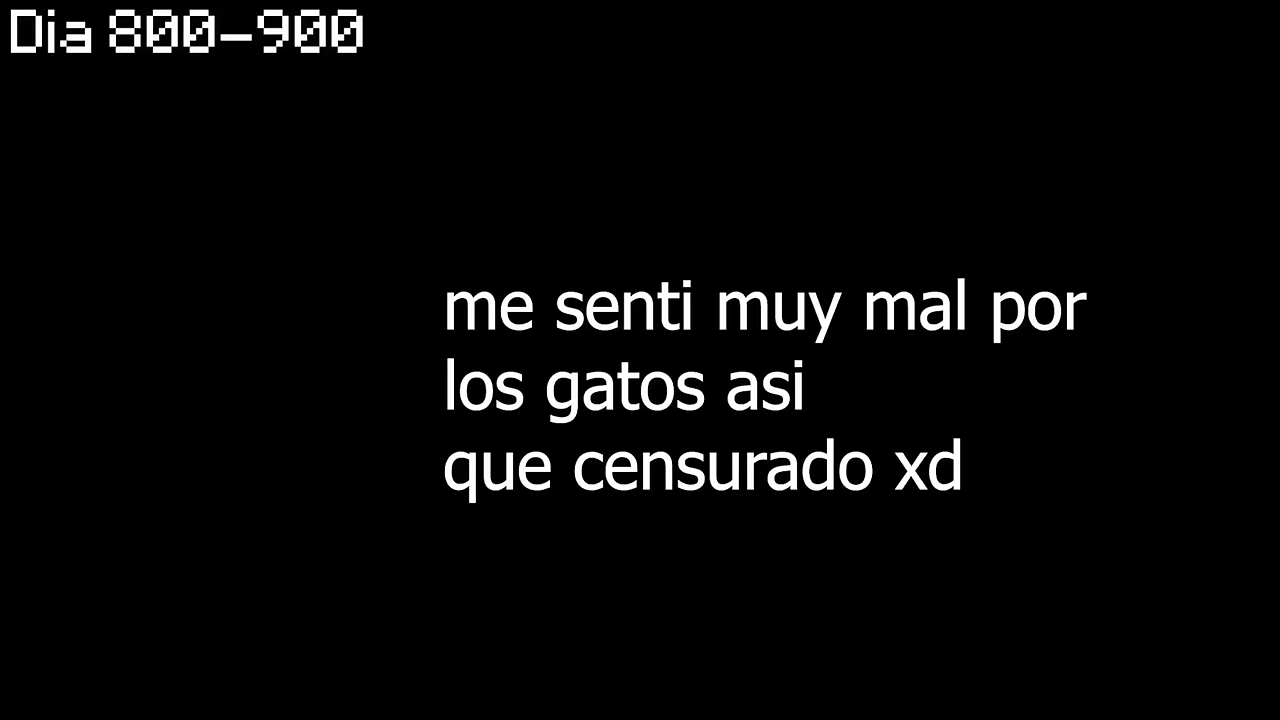 Dia 800-900
me senti muy mal por
los gatos asi
que censurado xd